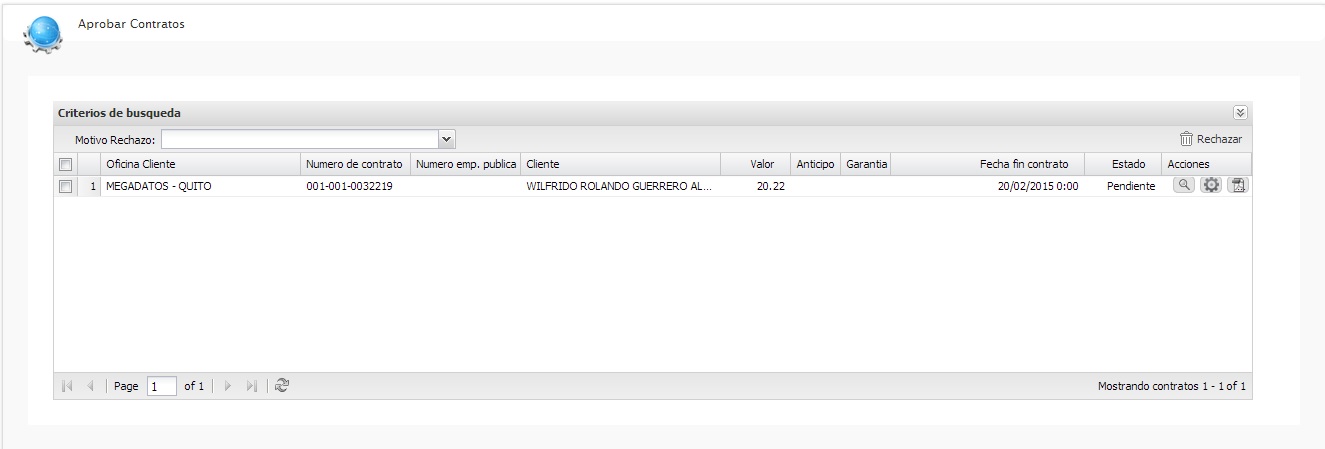 Aprobar Contratos
Criterios de busqueda
Motivo Rechazo: Rechazar
Oficina Cliente Numero de contrato Numero emp. publica Cliente Valor Anticipo Garantia Fecha fin contrato Estado Acciones
1 MEGADATOS - QUITO 001-001-0032219 WILFRIDO ROLANDO GUERRERO AL... 20.22 20/02/2015 0:00 Pendiente
Page 1 of 1 Mostrando contratos 1 - 1 of 1